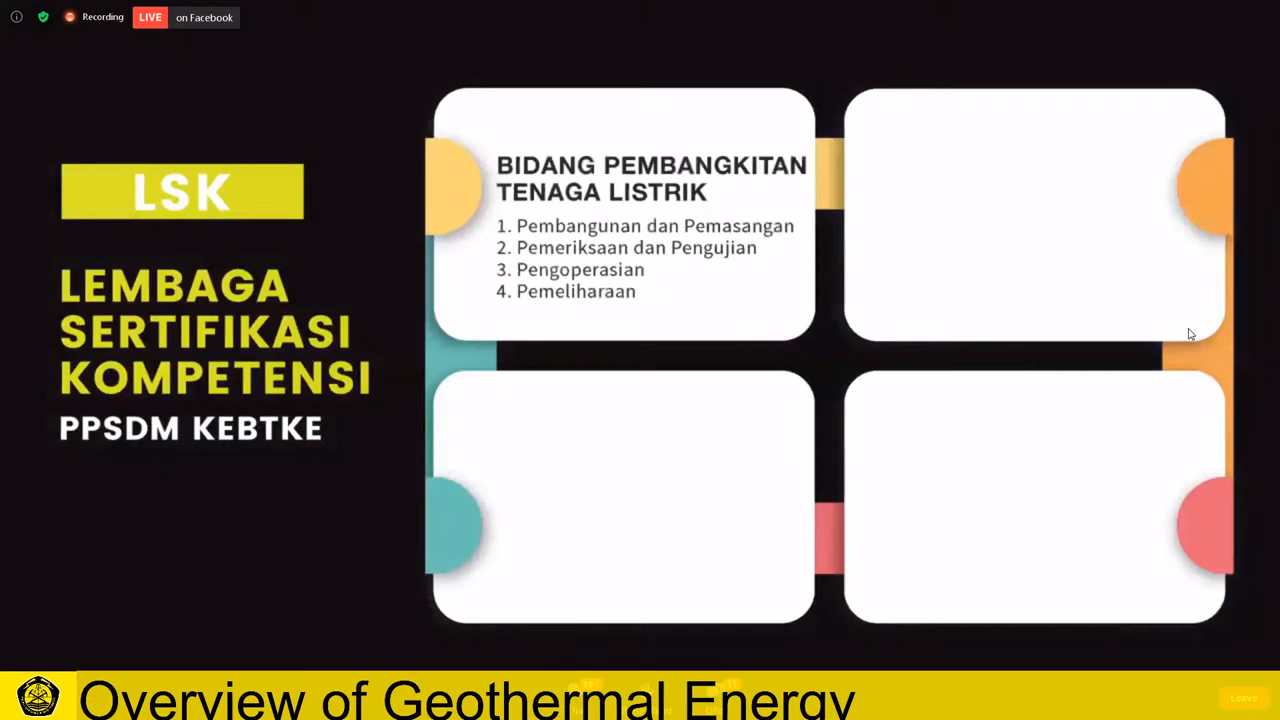 Recording
LIVE on Facebook
LSK
LEMBAGA
SERTIFIKASI
KOMPETENSI
PPSDM KEBTKE
BIDANG PEMBANGKITAN
TENAGA LISTRIK
1. Pembangunan dan Pemasangan
2. Pemeriksaan dan Pengujian
3. Pengoperasian
4. Pemeliharaan
Overview of Geothermal Energy
Leave